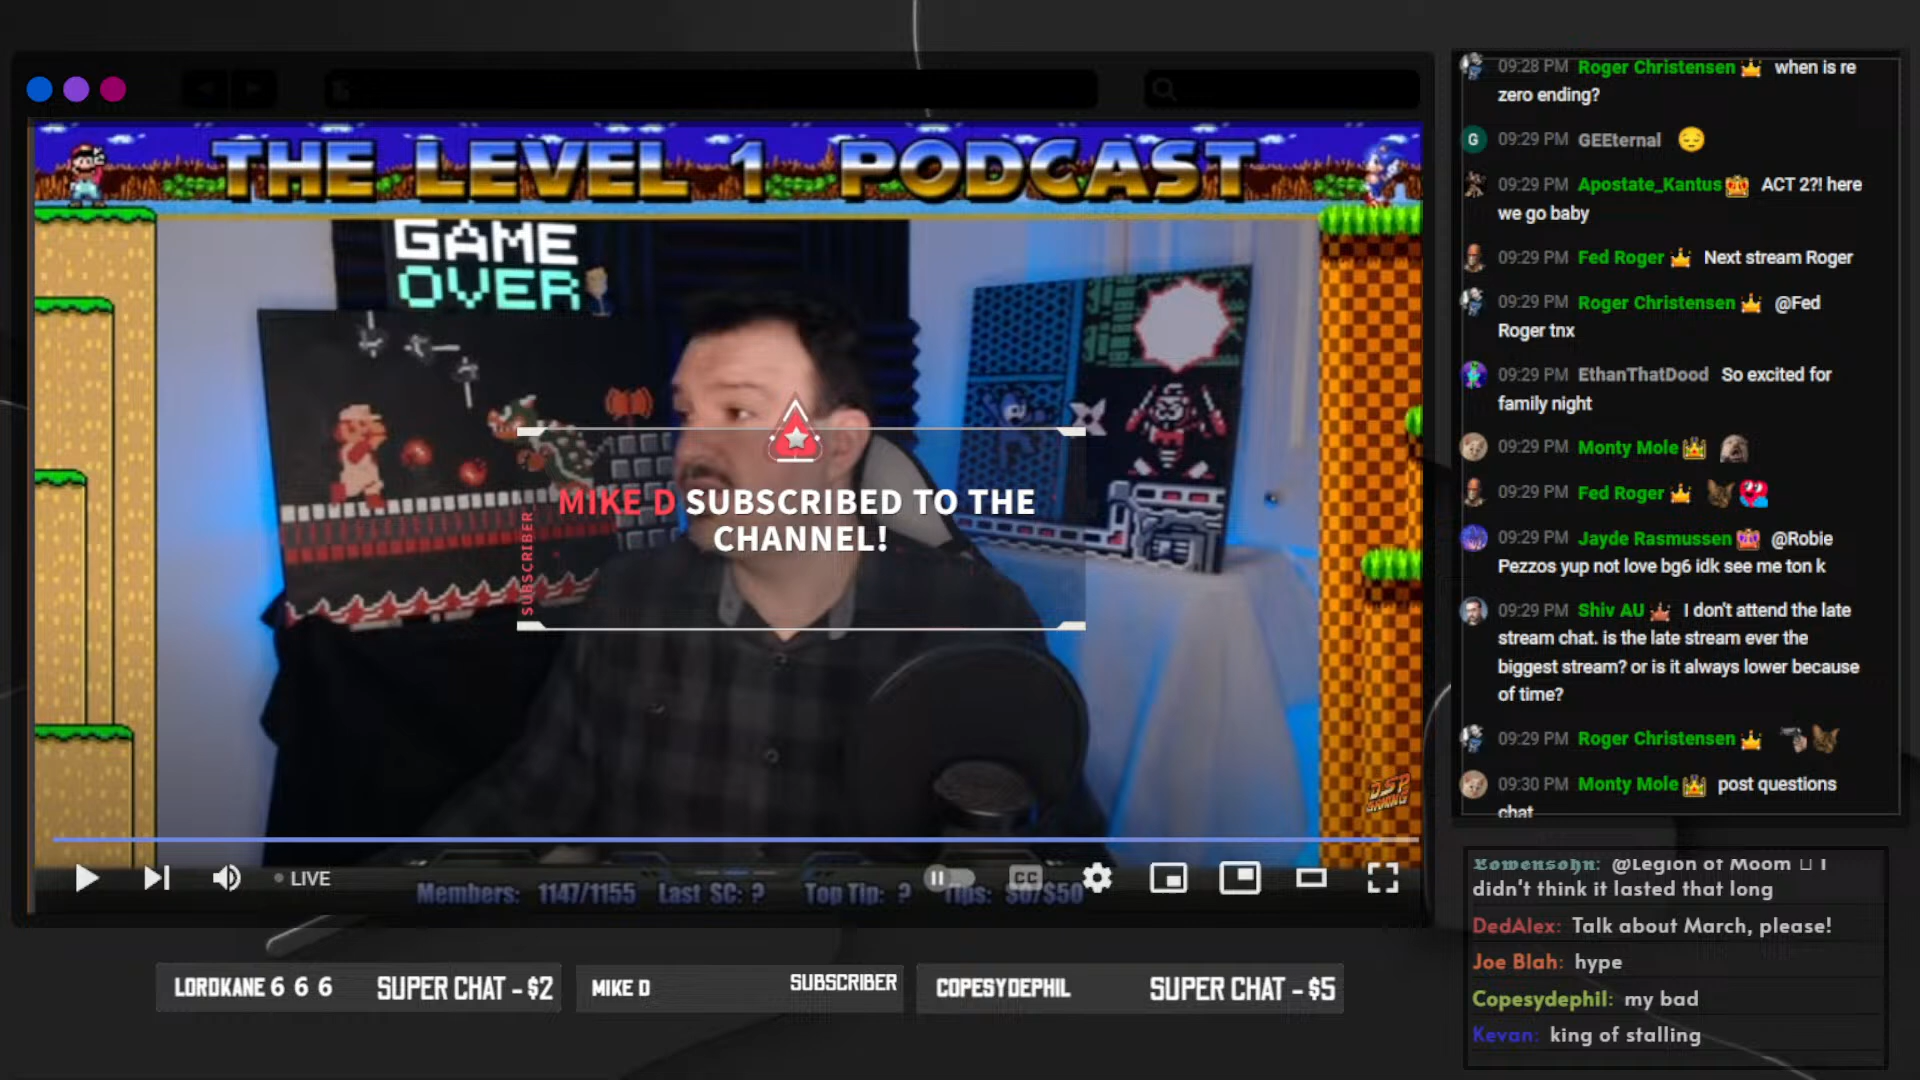 THE LEVEL 1 PODCAST
GAME
OVER
MIKE D SUBSCRIBED TO THE
CHANNEL!
SUBSCRIBER
DSP
GAMING
LIVE
CC
Members: 1147/1155 Last SC: ? Top Tip: ? Tips: $0/$50
LORDKANE 6 6 6 SUPER CHAT - $2
MIKE D SUBSCRIBER
COPESYDEPHIL SUPER CHAT - $5
09:28 PM Roger Christensen when is re
zero ending?
G 09:29 PM GEEternal
09:29 PM Apostate_Kantus ACT 2?! here
we go baby
09:29 PM Fed Roger Next stream Roger
09:29 PM Roger Christensen @Fed
Roger tnx
09:29 PM EthanThatDood So excited for
family night
09:29 PM Monty Mole
09:29 PM Fed Roger
09:29 PM Jayde Rasmussen @Robie
Pezzos yup not love bg6 idk see me ton k
09:29 PM Shiv AU I don't attend the late
stream chat. is the late stream ever the
biggest stream? or is it always lower because
of time?
09:29 PM Roger Christensen
09:30 PM Monty Mole post questions
chat
Lowensohn: @Legion of Moom □ I
didn't think it lasted that long
DedAlex: Talk about March, please!
Joe Blah: hype
Copesydephil: my bad
Kevan: king of stalling